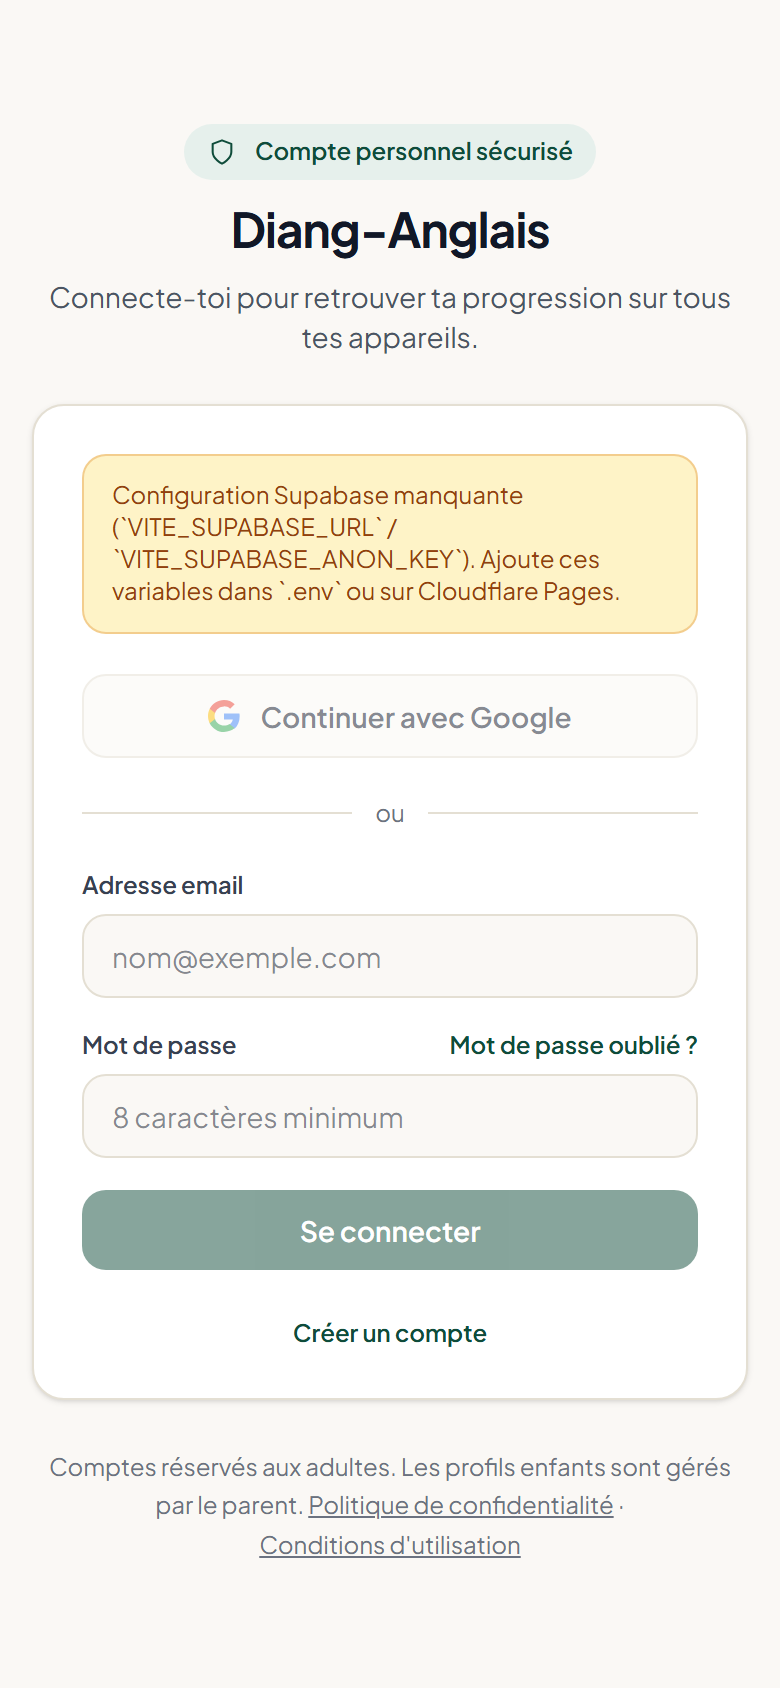 Compte personnel sécurisé
Diang-Anglais
Connecte-toi pour retrouver ta progression sur tous
tes appareils.
Configuration Supabase manquante
(`VITE_SUPABASE_URL` /
`VITE_SUPABASE_ANON_KEY`). Ajoute ces
variables dans `.env` ou sur Cloudflare Pages.
Continuer avec Google
ou
Adresse email
nom@exemple.com
Mot de passe
Mot de passe oublié ?
8 caractères minimum
Se connecter
Créer un compte
Comptes réservés aux adultes. Les profils enfants sont gérés
par le parent. Politique de confidentialité ·
Conditions d'utilisation